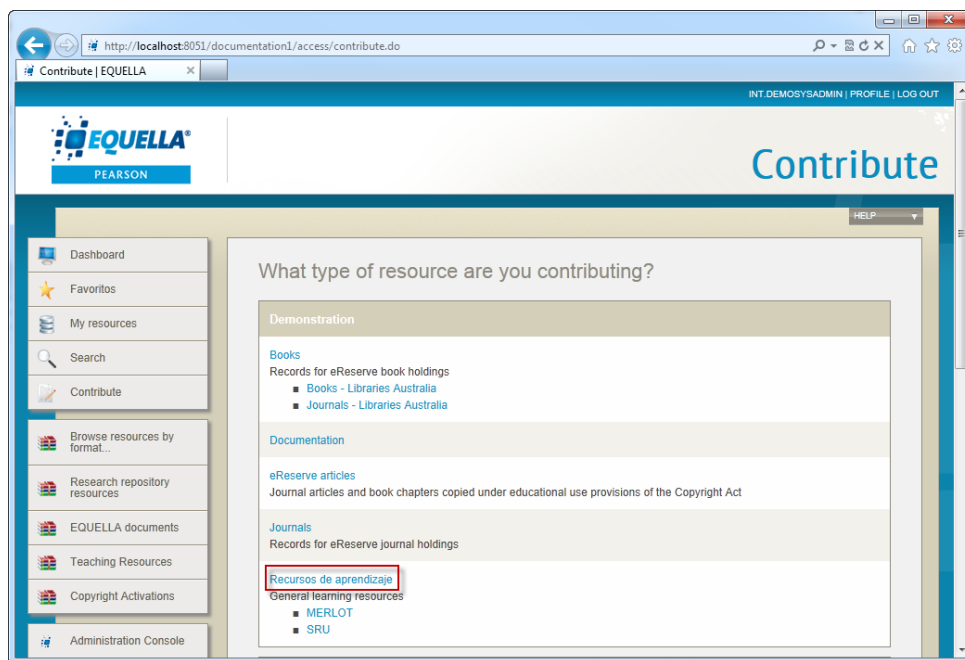 http://localhost:8051/documentation1/access/contribute.do
Contribute | EQUELLA
INT.DEMOSYSADMIN | PROFILE | LOG OUT
EQUELLA®
PEARSON
Contribute
HELP
Dashboard
Favoritos
My resources
Search
Contribute
Browse resources by
format...
Research repository
resources
EQUELLA documents
Teaching Resources
Copyright Activations
Administration Console
What type of resource are you contributing?
Demonstration
Books
Records for eReserve book holdings
Books - Libraries Australia
Journals - Libraries Australia
Documentation
eReserve articles
Journal articles and book chapters copied under educational use provisions of the Copyright Act
Journals
Records for eReserve journal holdings
Recursos de aprendizaje
General learning resources
MERLOT
SRU